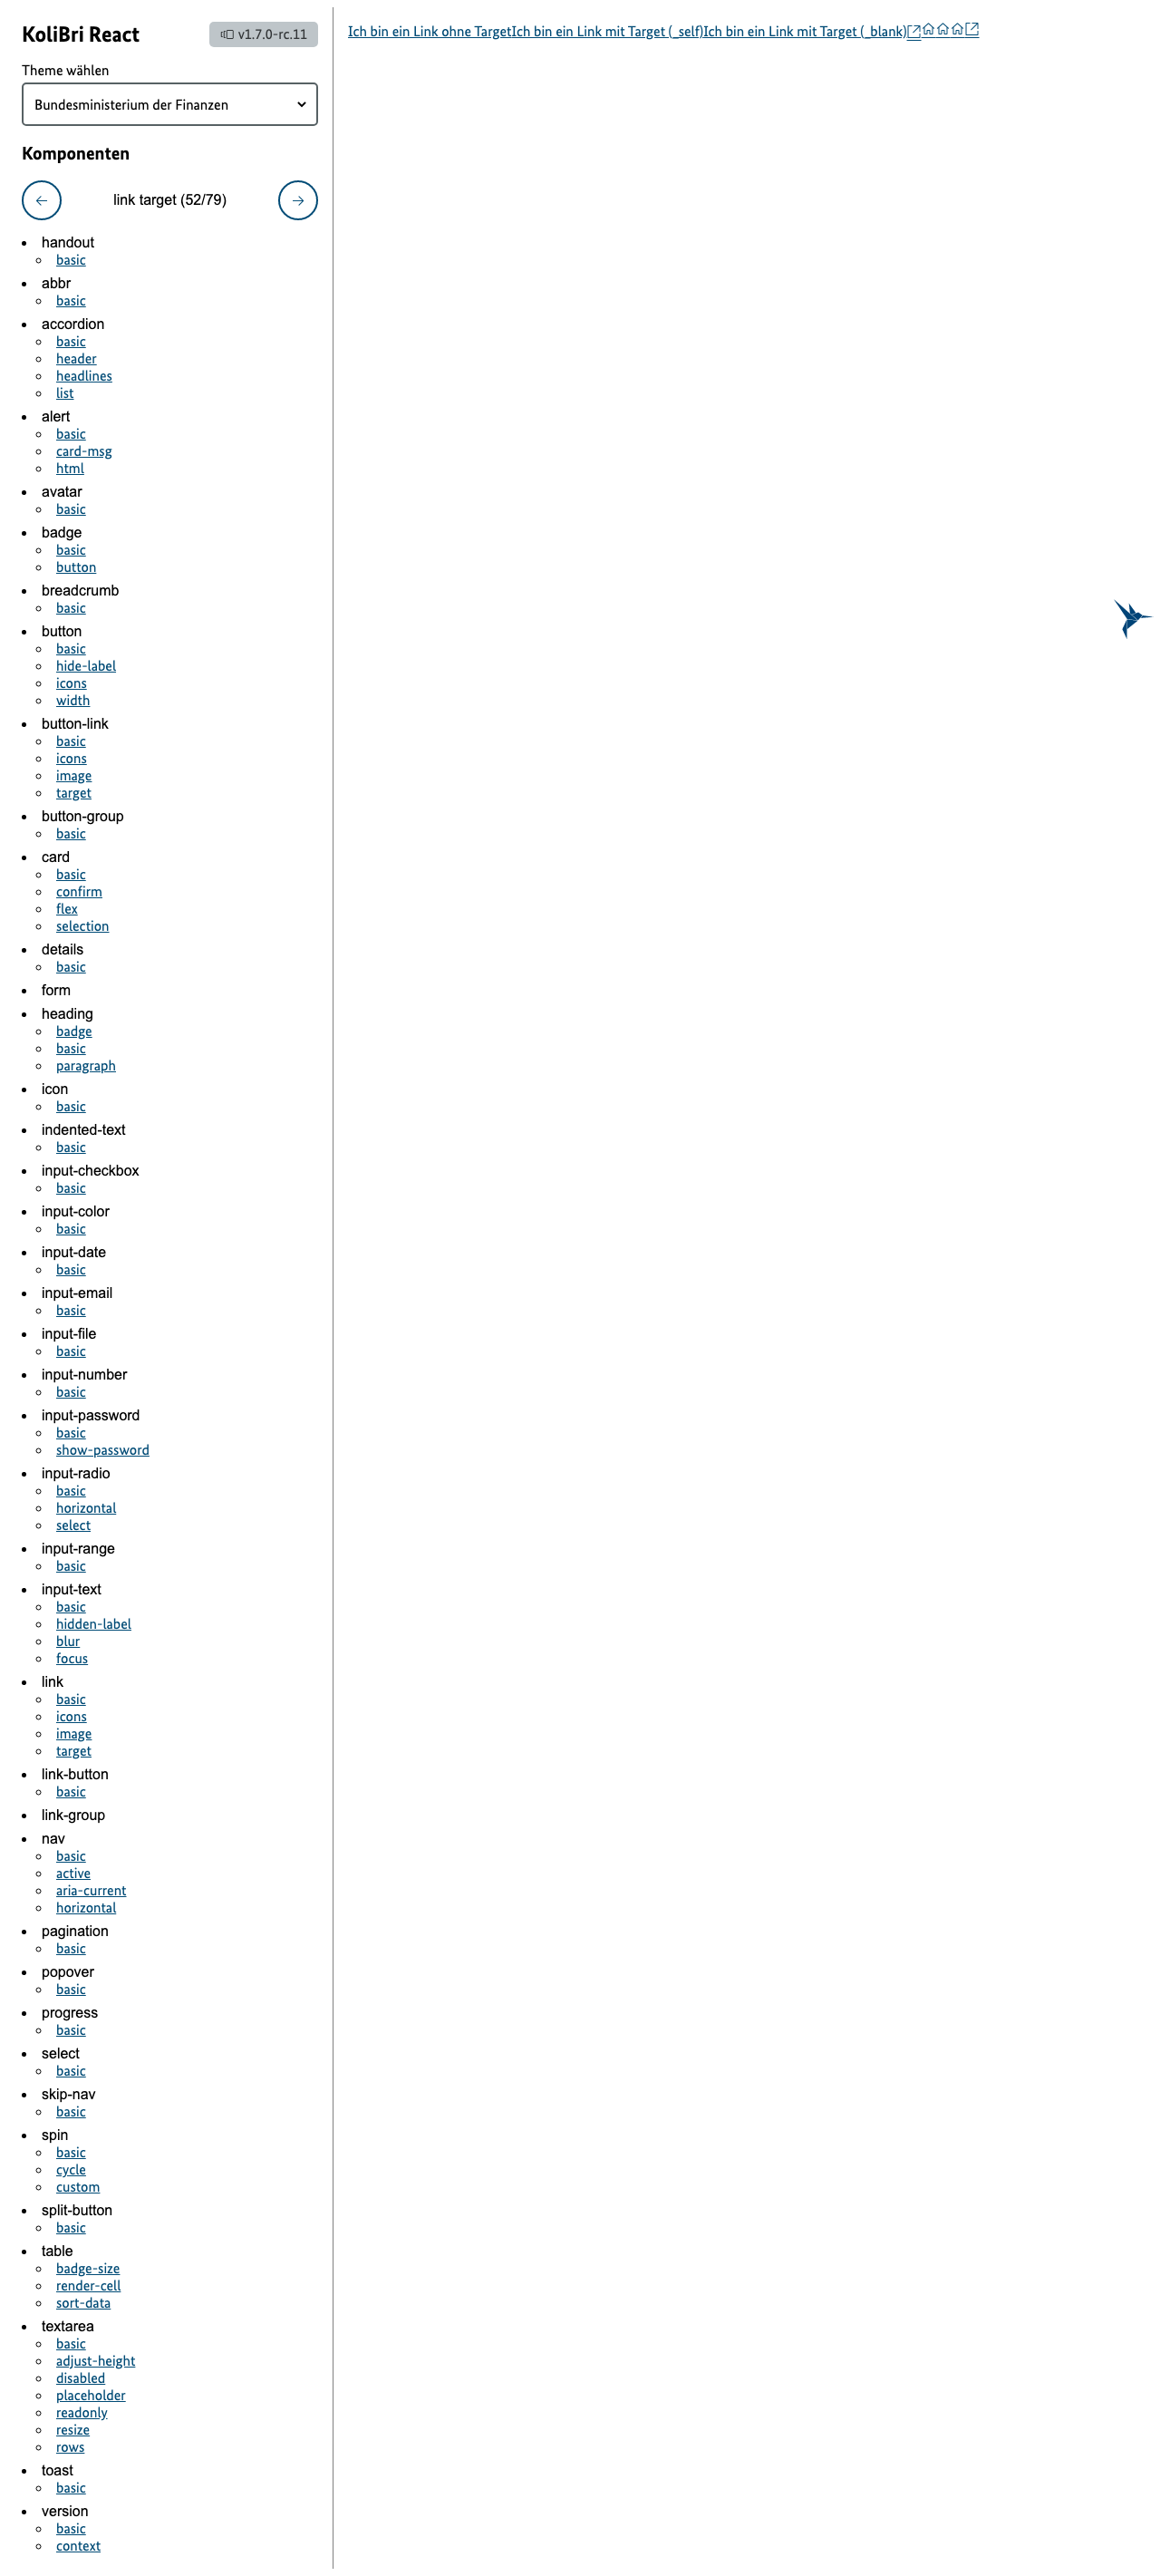 KoliBri React
v1.7.0-rc.11
Ich bin ein Link ohne TargetIch bin ein Link mit Target (_self)Ich bin ein Link mit Target (_blank)
Theme wählen
Bundesministerium der Finanzen
Komponenten
link target (52/79)
handout
basic
abbr
basic
accordion
basic
header
headlines
list
alert
basic
card-msg
html
avatar
basic
badge
basic
button
breadcrumb
basic
button
basic
hide-label
icons
width
button-link
basic
icons
image
target
button-group
basic
card
basic
confirm
flex
selection
details
basic
form
heading
badge
basic
paragraph
icon
basic
indented-text
basic
input-checkbox
basic
input-color
basic
input-date
basic
input-email
basic
input-file
basic
input-number
basic
input-password
basic
show-password
input-radio
basic
horizontal
select
input-range
basic
input-text
basic
hidden-label
blur
focus
link
basic
icons
image
target
link-button
basic
link-group
nav
basic
active
aria-current
horizontal
pagination
basic
popover
basic
progress
basic
select
basic
skip-nav
basic
spin
basic
cycle
custom
split-button
basic
table
badge-size
render-cell
sort-data
textarea
basic
adjust-height
disabled
placeholder
readonly
resize
rows
toast
basic
version
basic
context